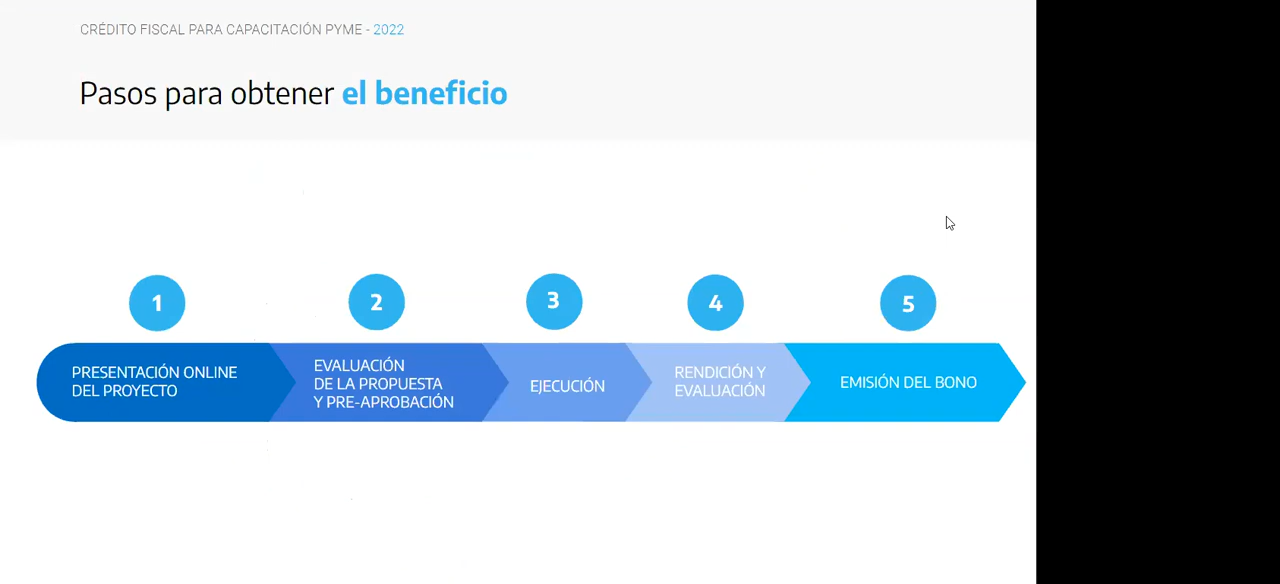 CRÉDITO FISCAL PARA CAPACITACIÓN PYME - 2022
Pasos para obtener el beneficio
1
2
3
4
5
PRESENTACIÓN ONLINE
DEL PROYECTO
EVALUACIÓN
DE LA PROPUESTA
Y PRE-APROBACIÓN
EJECUCIÓN
RENDICIÓN Y
EVALUACIÓN
EMISIÓN DEL BONO